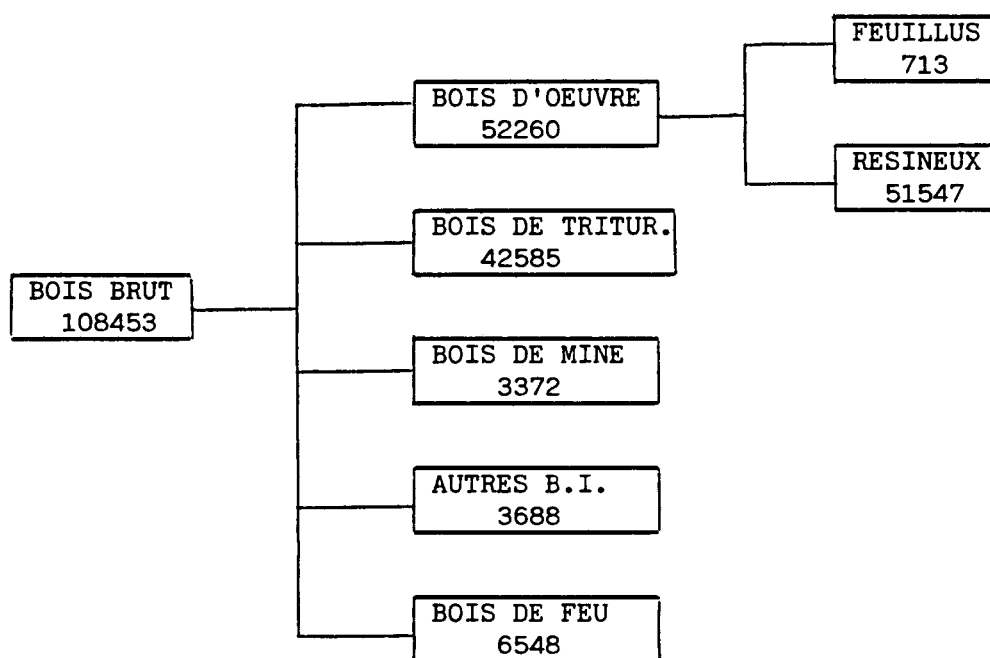 FEUILLUS
713
BOIS D'OEUVRE
52260
RESINEUX
51547
BOIS DE TRITUR.
42585
BOIS BRUT
108453
BOIS DE MINE
3372
AUTRES B.I.
3688
BOIS DE FEU
6548